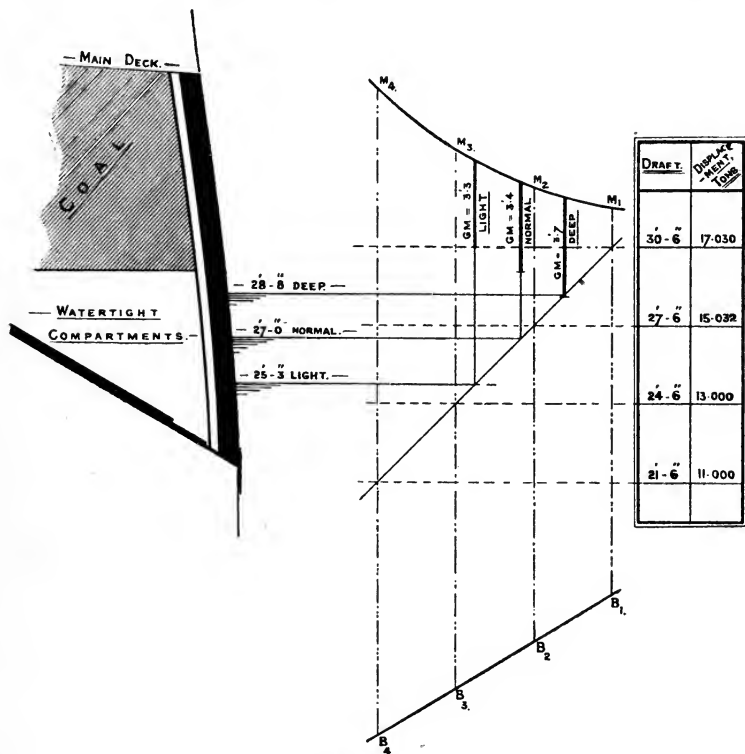 — MAIN DECK. —
COAL
— WATERTIGHT
COMPARTMENTS. —
— 28'-8" DEEP. —
— 27'-0" NORMAL. —
— 25'-3" LIGHT. —
M4.
M3.
M2
M1
GM = 3'.3
LIGHT
GM = 3'.4
NORMAL
GM = 3'.7
DEEP
DRAFT. DISPLACE-MENT, TONS
30'-6" 17.030
27'-6" 15.032
24'-6" 13.000
21'-6" 11.000
B1.
B2
B3.
B4